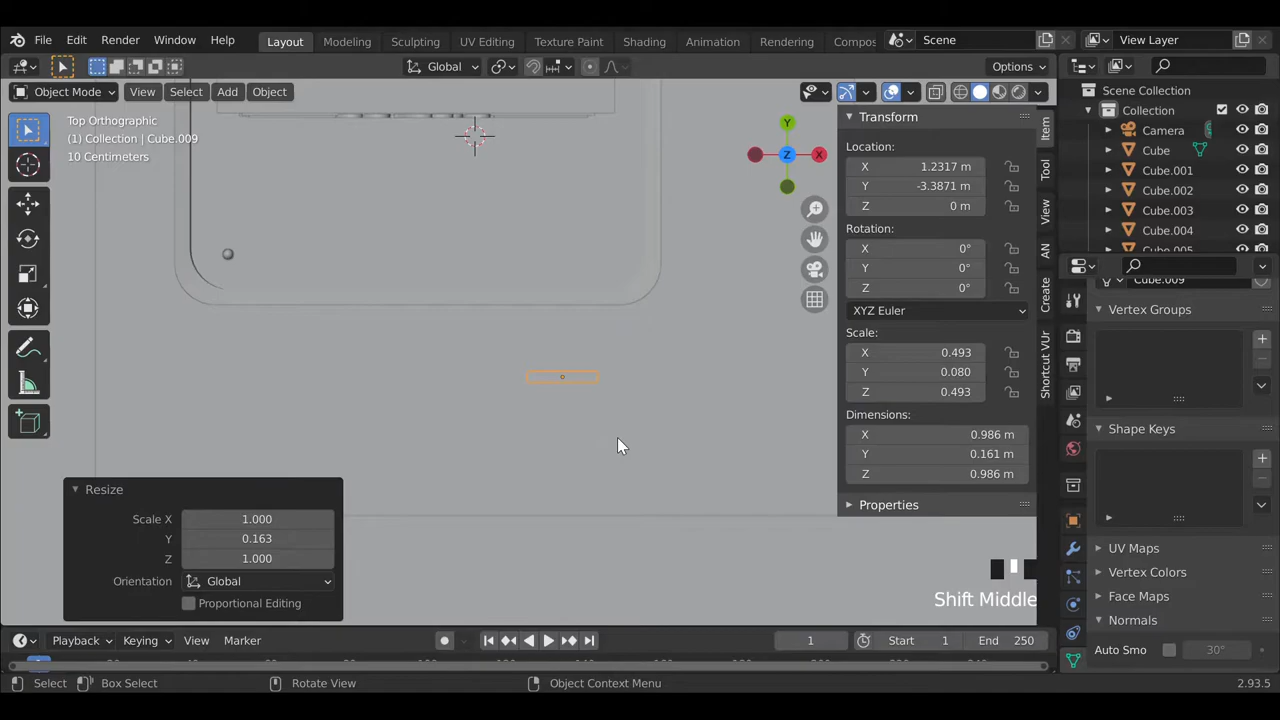 File Edit Render Window Help Layout Modeling Sculpting UV Editing Texture Paint Shading Animation Rendering Compos Scene View Layer
Global Options
Object Mode View Select Add Object
Top Orthographic
(1) Collection | Cube.009
10 Centimeters
Y
X
Z
Transform
Location:
X 1.2317 m
Y -3.3871 m
Z 0 m
Rotation:
X 0°
Y 0°
Z 0°
XYZ Euler
Scale:
X 0.493
Y 0.080
Z 0.493
Dimensions:
X 0.986 m
Y 0.161 m
Z 0.986 m
Properties
Item
Tool
View
AN
Create
Shortcut VUr
Scene Collection
Collection
Camera
Cube
Cube.001
Cube.002
Cube.003
Cube.004
Cube.005
Cube.009
Vertex Groups
Shape Keys
UV Maps
Vertex Colors
Face Maps
Normals
Auto Smo 30°
Resize
Scale X 1.000
Y 0.163
Z 1.000
Orientation Global
Proportional Editing
Shift Middle
Playback Keying View Marker 1 Start 1 End 250
Select Box Select Rotate View Object Context Menu 2.93.5